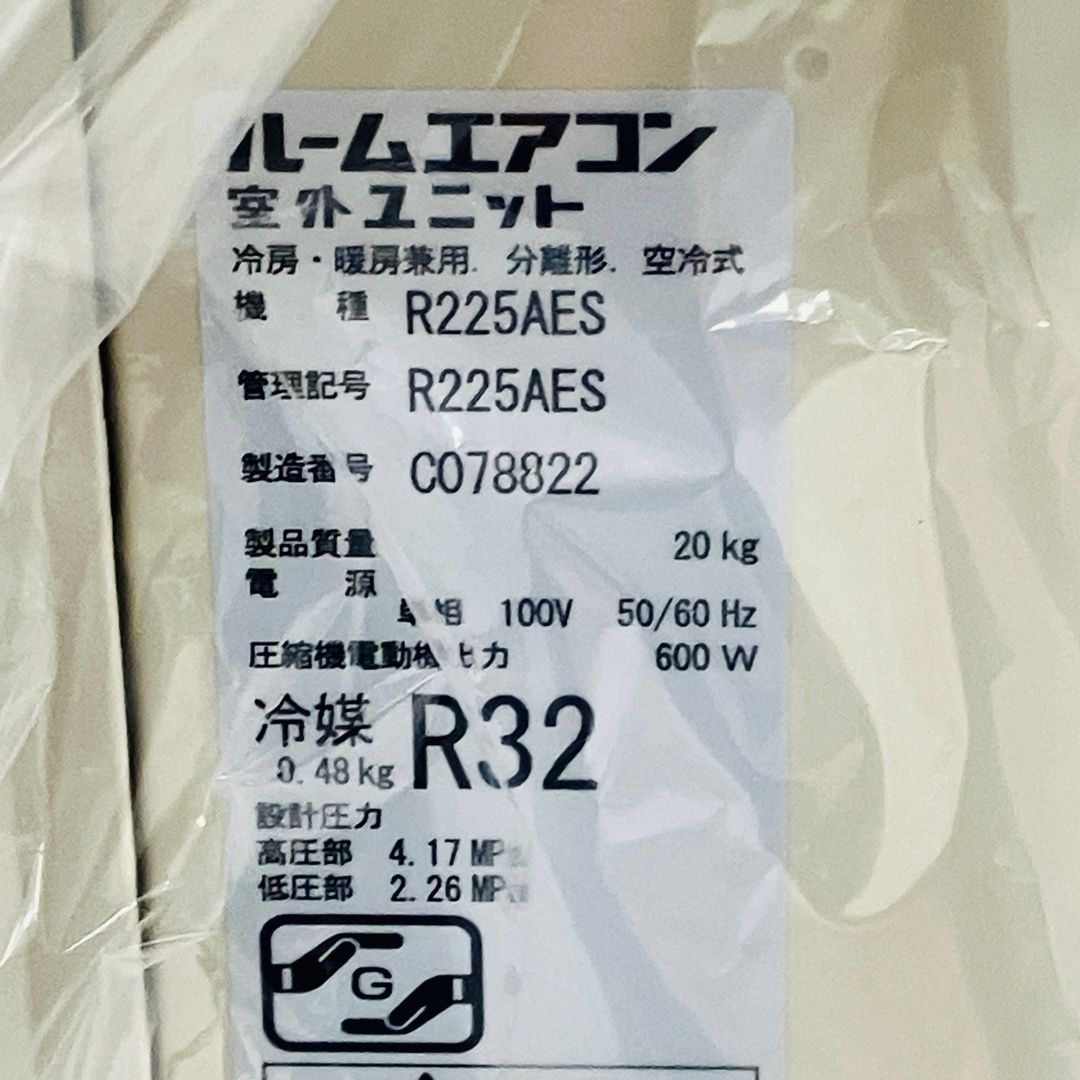 ルームエアコン
室外ユニット
冷房・暖房兼用. 分離形. 空冷式
機 種 R225AES
管理記号 R225AES
製造番号 C078822
製品質量 20 kg
電 源
単相 100V 50/60 Hz
圧縮機電動機出力 600 W
冷媒 R32
0.48kg
設計圧力
高圧部 4.17 MPa
低圧部 2.26 MPa
G